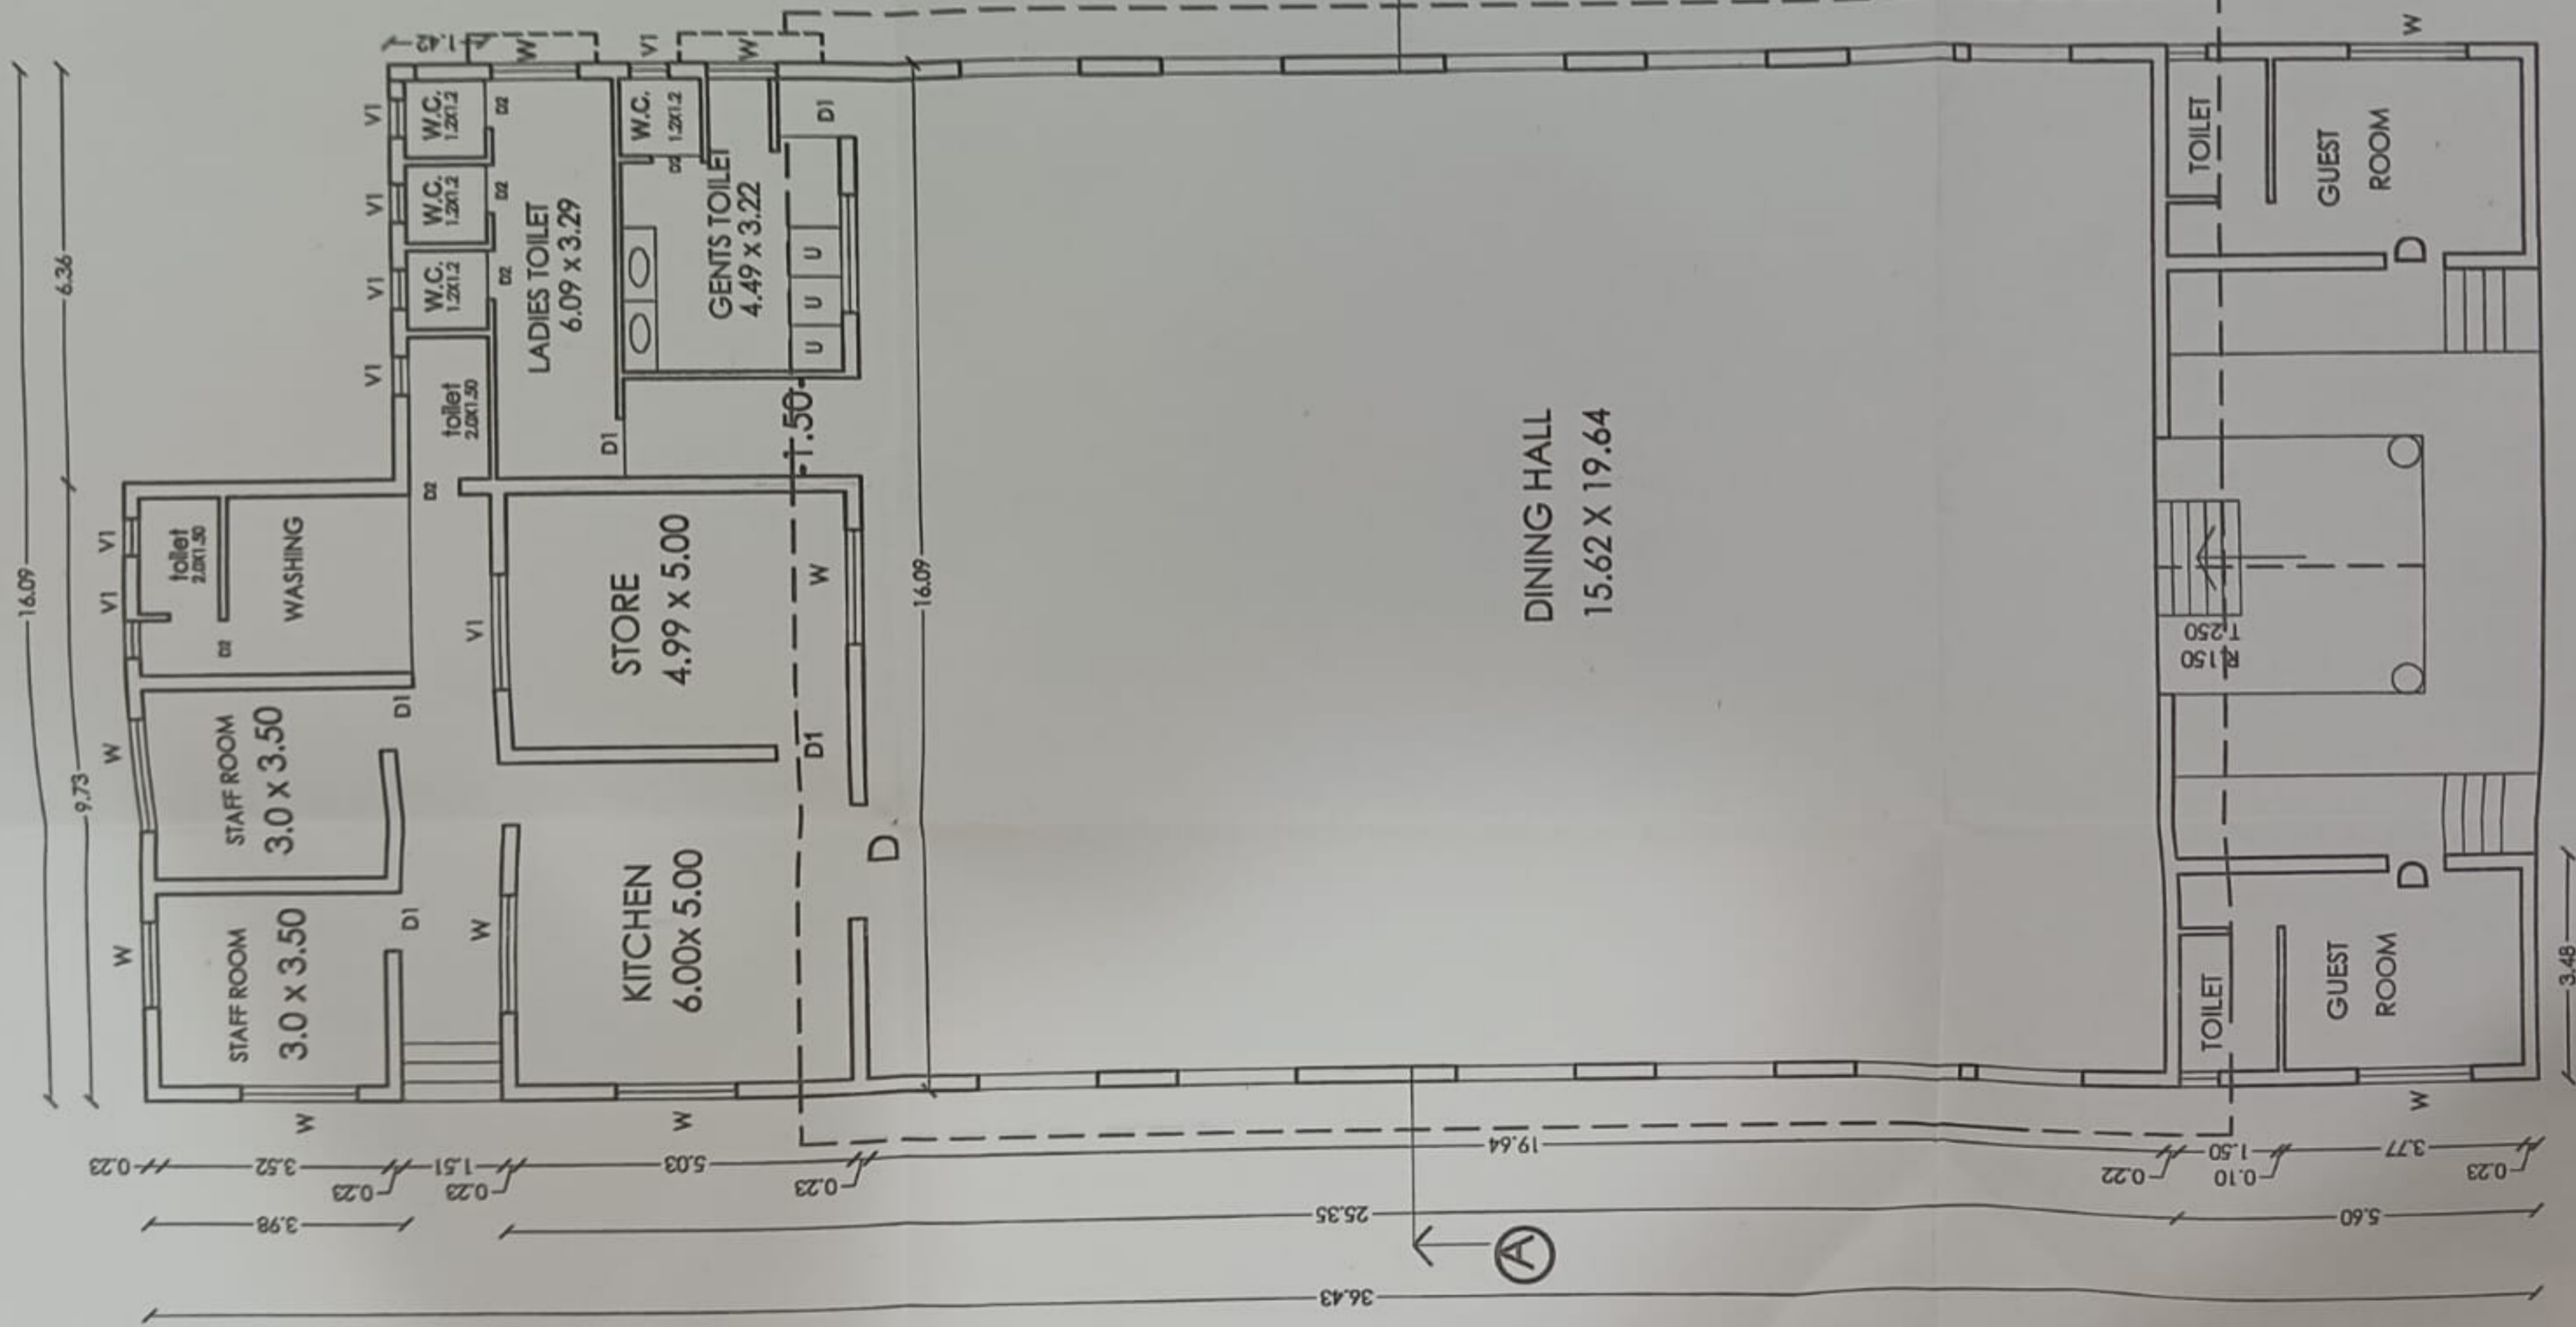 16.09
6.36
9.73
1.42
W
V1
W
V1
V1
V1
V1
W.C.
1.2X1.2
D2
W.C.
1.2X1.2
D2
W.C.
1.2X1.2
D2
toilet
2.0X1.50
D2
LADIES TOILET
6.09 x 3.29
W.C.
1.2X1.2
D2
GENTS TOILET
4.49 x 3.22
D1
U
U
U
D1
1.50
V1
V1
toilet
2.0X1.50
D2
WASHING
V1
STORE
4.99 x 5.00
W
D1
W
STAFF ROOM
3.0 x 3.50
D1
W
STAFF ROOM
3.0 x 3.50
D1
W
W
KITCHEN
6.00x 5.00
D
W
16.09
DINING HALL
15.62 X 19.64
TOILET
GUEST
ROOM
D
W
T-250
R-150
TOILET
GUEST
ROOM
D
W
3.48
0.23
3.52
0.23
1.51
0.23
5.03
0.23
19.64
0.22
1.50
0.10
3.77
0.23
3.98
25.35
5.60
A
36.43